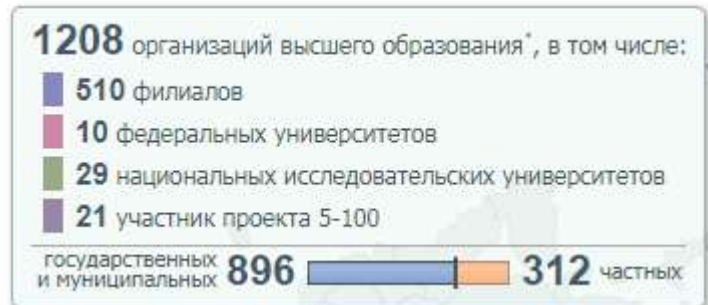 1208 организаций высшего образования*, в том числе:
510 филиалов
10 федеральных университетов
29 национальных исследовательских университетов
21 участник проекта 5-100
государственных и муниципальных 896 312 частных